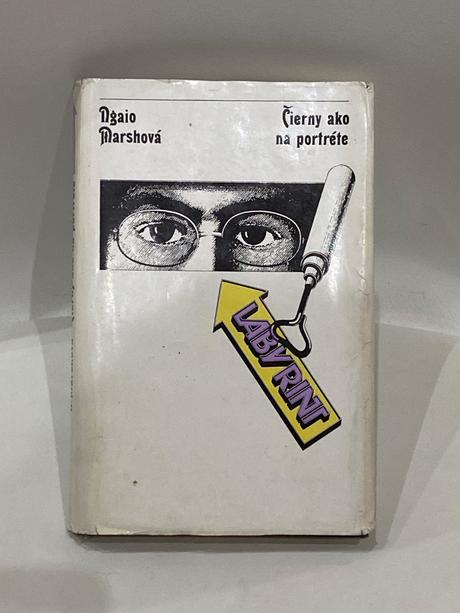 Ngaio
Marshová
Čierny ako
na portréte
LABYRINT